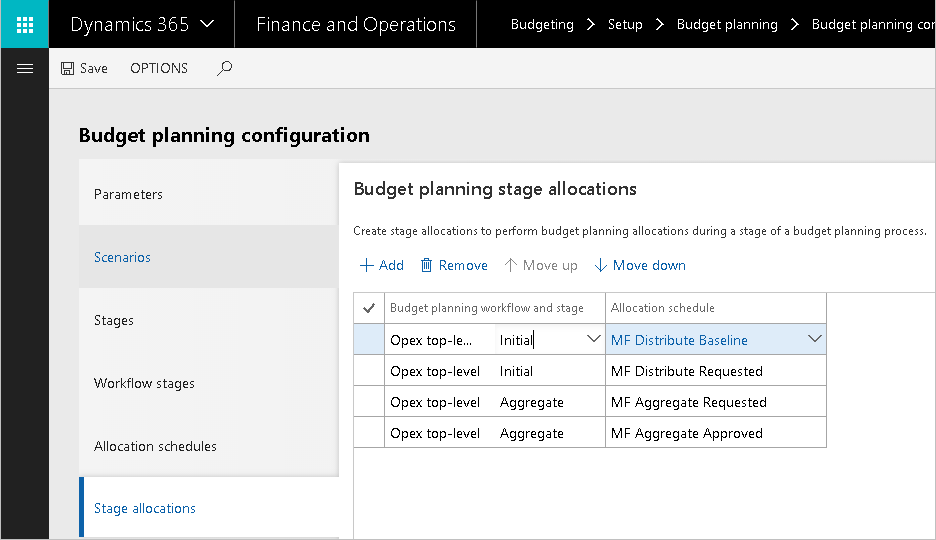 Dynamics 365 Finance and Operations Budgeting Setup Budget planning Budget planning cor
Save OPTIONS
Budget planning configuration
Parameters
Scenarios
Stages
Workflow stages
Allocation schedules
Stage allocations
Budget planning stage allocations
Create stage allocations to perform budget planning allocations during a stage of a budget planning process.
Add Remove Move up Move down
Budget planning workflow and stage Allocation schedule
Opex top-le... Initial MF Distribute Baseline
Opex top-level Initial MF Distribute Requested
Opex top-level Aggregate MF Aggregate Requested
Opex top-level Aggregate MF Aggregate Approved